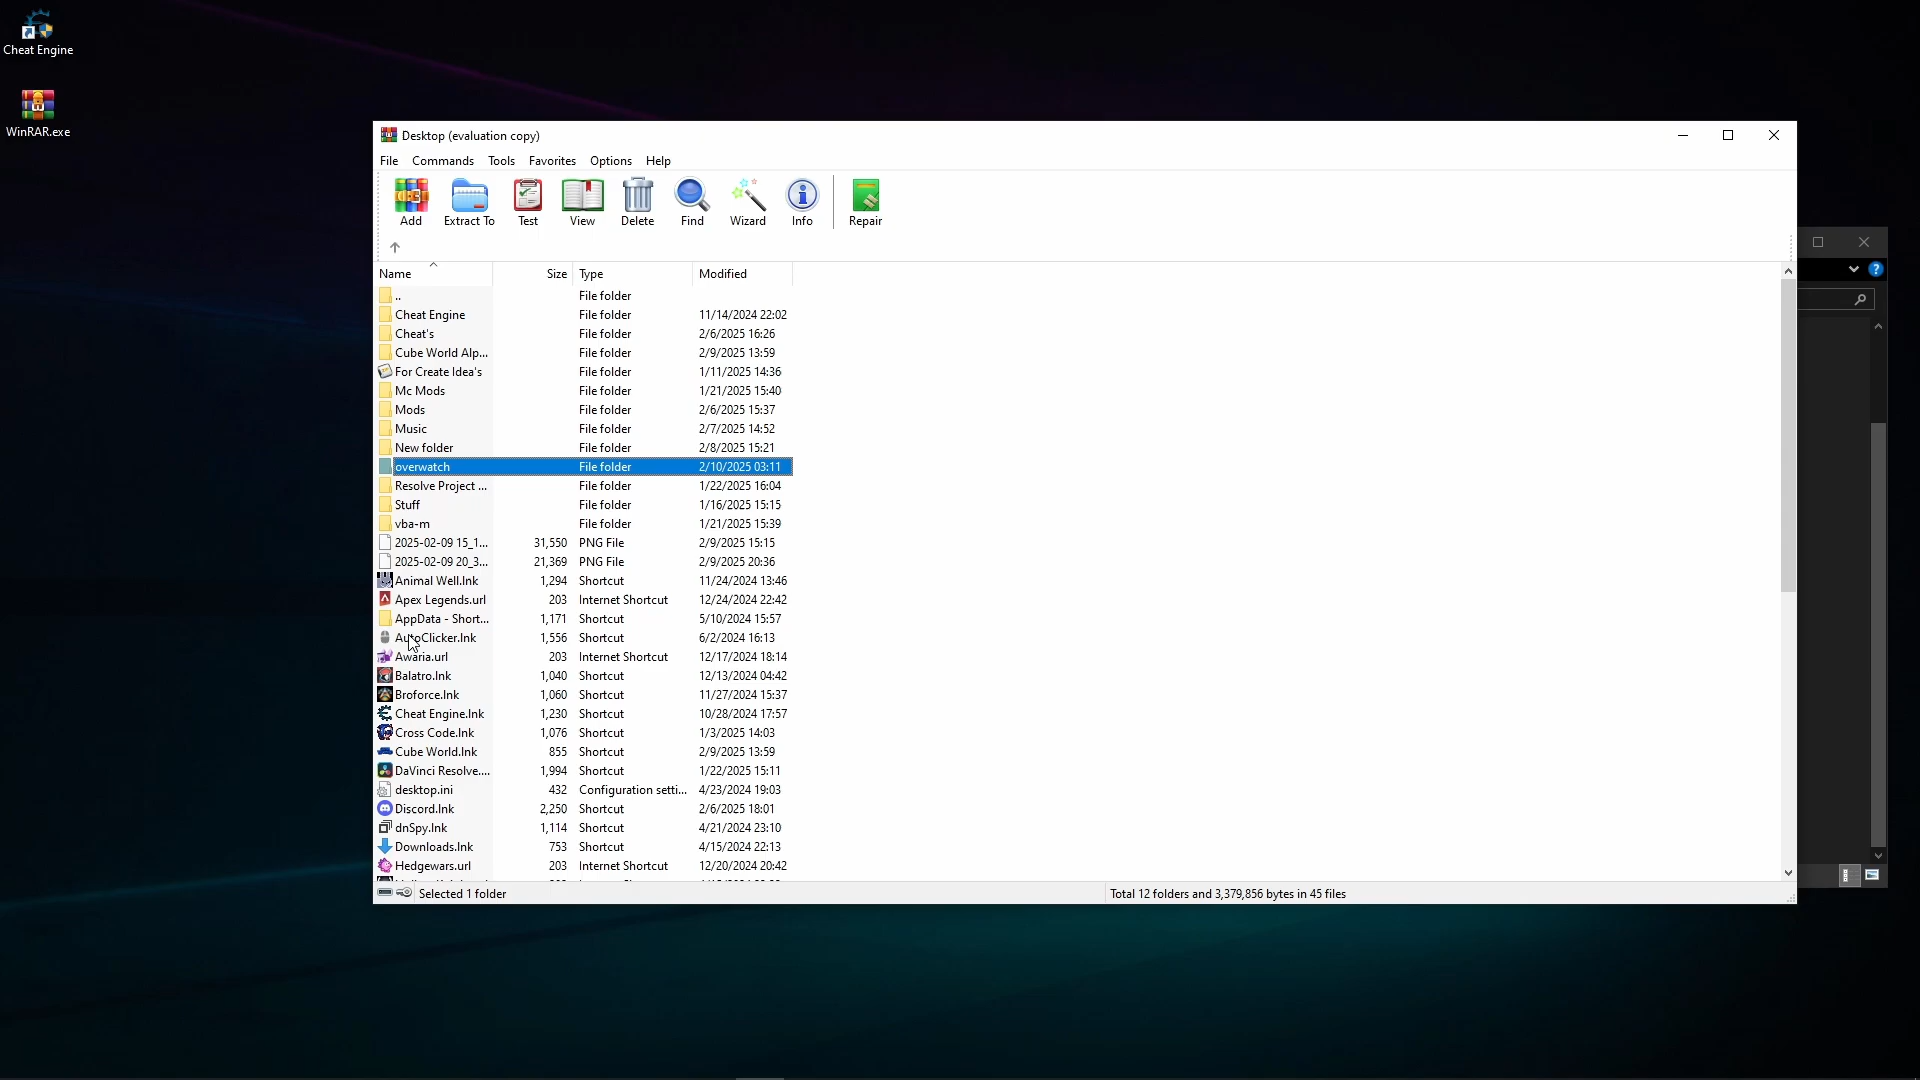 Cheat Engine
WinRAR.exe
Desktop (evaluation copy)
File Commands Tools Favorites Options Help
Add Extract To Test View Delete Find Wizard Info Repair
Name Size Type Modified
.. File folder
Cheat Engine File folder 11/14/2024 22:02
Cheat's File folder 2/6/2025 16:26
Cube World Alp... File folder 2/9/2025 13:59
For Create Idea's File folder 1/11/2025 14:36
Mc Mods File folder 1/21/2025 15:40
Mods File folder 2/6/2025 15:37
Music File folder 2/7/2025 14:52
New folder File folder 2/8/2025 15:21
overwatch File folder 2/10/2025 03:11
Resolve Project ... File folder 1/22/2025 16:04
Stuff File folder 1/16/2025 15:15
vba-m File folder 1/21/2025 15:39
2025-02-09 15_1... 31,550 PNG File 2/9/2025 15:15
2025-02-09 20_3... 21,369 PNG File 2/9/2025 20:36
Animal Well.lnk 1,294 Shortcut 11/24/2024 13:46
Apex Legends.url 203 Internet Shortcut 12/24/2024 22:42
AppData - Short... 1,171 Shortcut 5/10/2024 15:57
AutoClicker.lnk 1,556 Shortcut 6/2/2024 16:13
Awaria.url 203 Internet Shortcut 12/17/2024 18:14
Balatro.lnk 1,040 Shortcut 12/13/2024 04:42
Broforce.lnk 1,060 Shortcut 11/27/2024 15:37
Cheat Engine.lnk 1,230 Shortcut 10/28/2024 17:57
Cross Code.lnk 1,076 Shortcut 1/3/2025 14:03
Cube World.lnk 855 Shortcut 2/9/2025 13:59
DaVinci Resolve.... 1,994 Shortcut 1/22/2025 15:11
desktop.ini 432 Configuration setti... 4/23/2024 19:03
Discord.lnk 2,250 Shortcut 2/6/2025 18:01
dnSpy.lnk 1,114 Shortcut 4/21/2024 23:10
Downloads.lnk 753 Shortcut 4/15/2024 22:13
Hedgewars.url 203 Internet Shortcut 12/20/2024 20:42
Selected 1 folder Total 12 folders and 3,379,856 bytes in 45 files